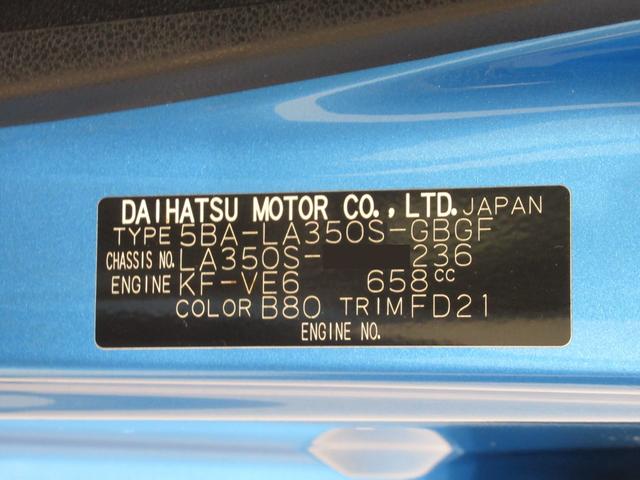 DAIHATSU MOTOR CO., LTD. JAPAN
TYPE 5BA-LA350S-GBGF
CHASSIS NO. LA350S- 236
ENGINE KF-VE6 658cc
COLOR B80 TRIM FD21
ENGINE NO.